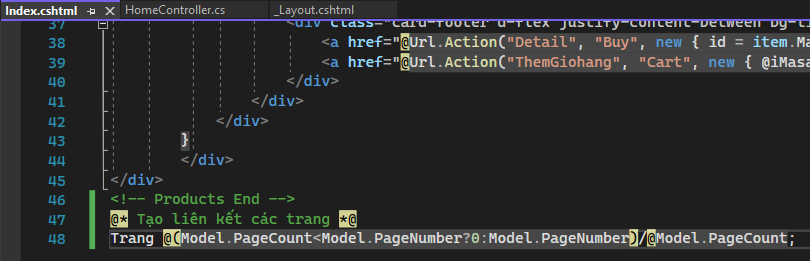 Index.cshtml HomeController.cs _Layout.cshtml
37 <div class="card-footer d-flex justify-content-between bg-li
38 <a href="@Url.Action("Detail", "Buy", new { id = item.Ma
39 <a href="@Url.Action("ThemGiohang", "Cart", new { @iMasa
40 </div>
41 </div>
42 </div>
43 }
44 </div>
45 </div>
46 <!-- Products End -->
47 @* Tạo liên kết các trang *@
48 Trang @(Model.PageCount<Model.PageNumber?0:Model.PageNumber)/@Model.PageCount;